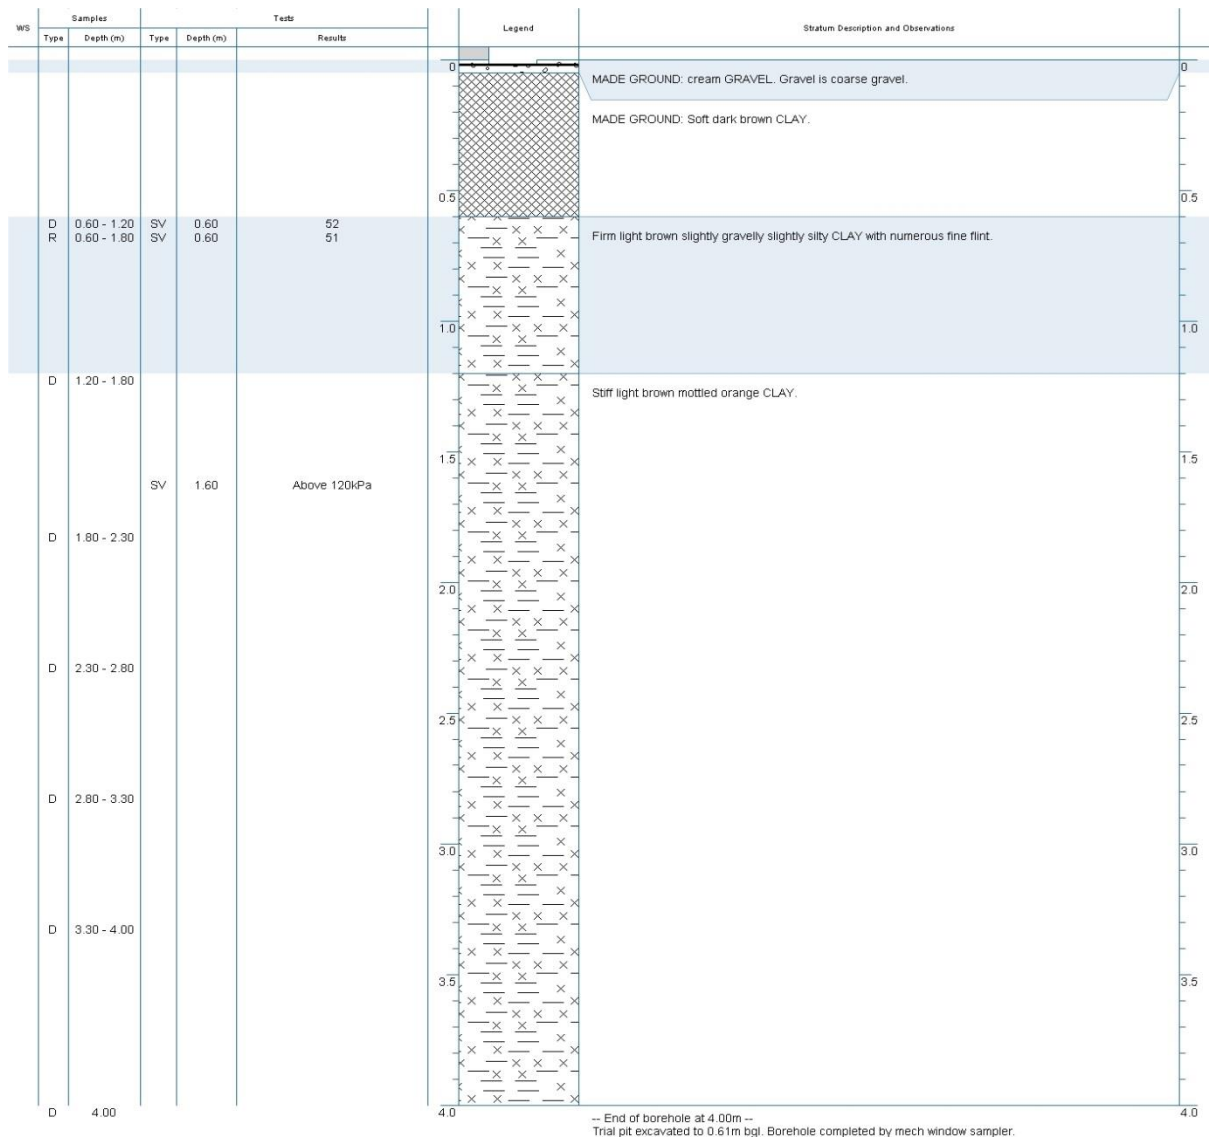 WS Samples Tests Legend Stratum Description and Observations
Type Depth (m) Type Depth (m) Results
0 0
MADE GROUND: cream GRAVEL. Gravel is coarse gravel.
MADE GROUND: Soft dark brown CLAY.
0.5 0.5
D 0.60 - 1.20 SV 0.60 52
R 0.60 - 1.80 SV 0.60 51 Firm light brown slightly gravelly slightly silty CLAY with numerous fine flint.
1.0 1.0
D 1.20 - 1.80
Stiff light brown mottled orange CLAY.
1.5 1.5
SV 1.60 Above 120kPa
D 1.80 - 2.30
2.0 2.0
D 2.30 - 2.80
2.5 2.5
D 2.80 - 3.30
3.0 3.0
D 3.30 - 4.00
3.5 3.5
D 4.00 4.0 4.0
-- End of borehole at 4.00m --
Trial pit excavated to 0.61m bgl. Borehole completed by mech window sampler.